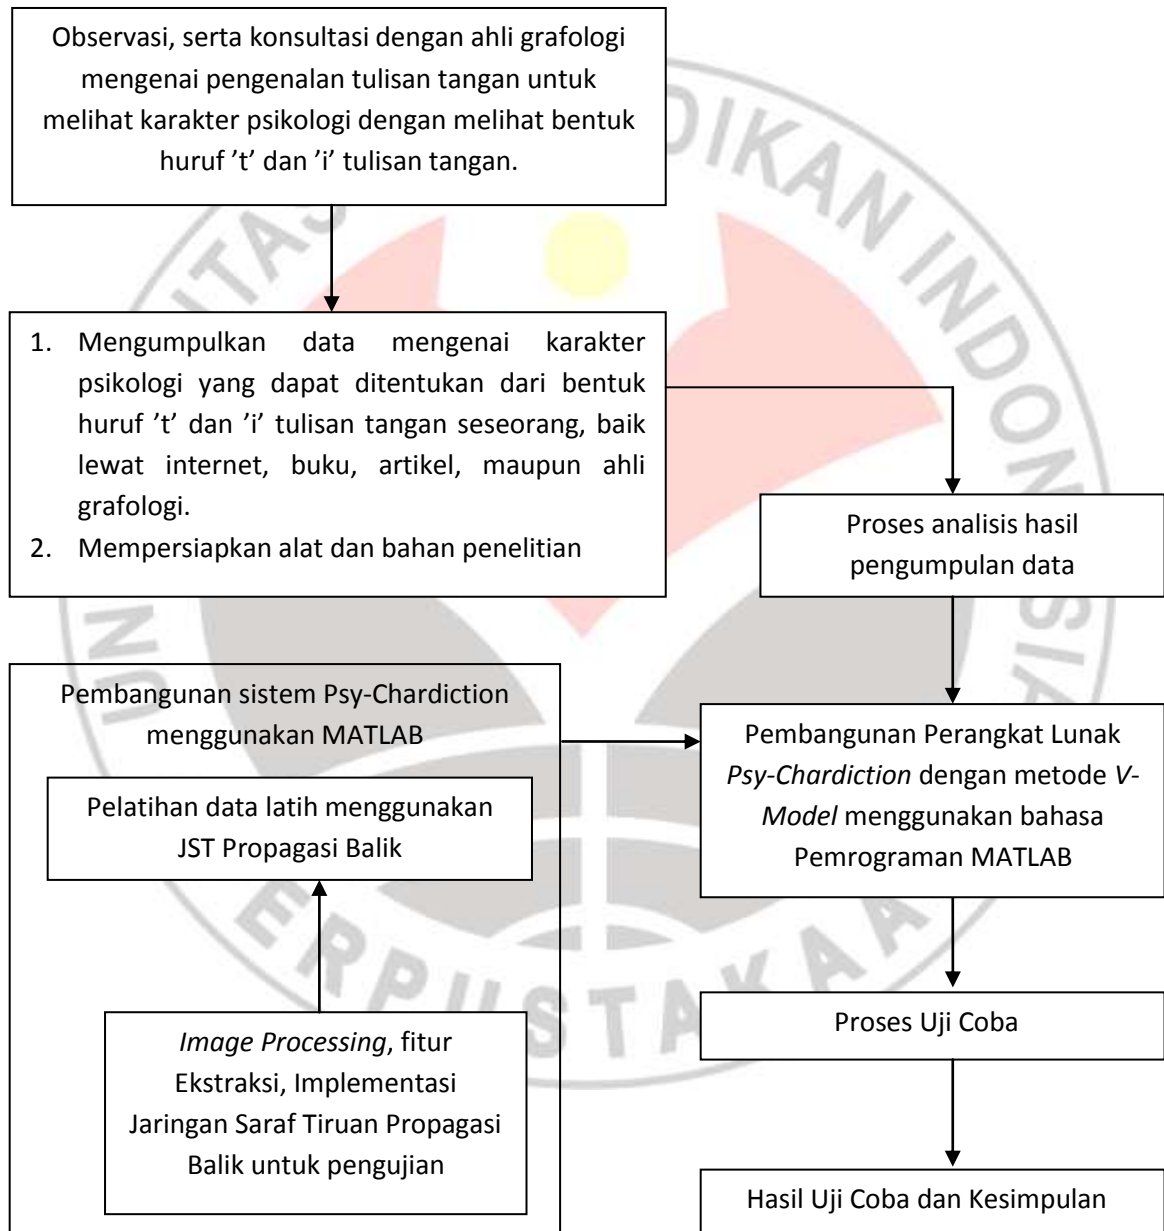 Observasi, serta konsultasi dengan ahli grafologi
mengenai pengenalan tulisan tangan untuk
melihat karakter psikologi dengan melihat bentuk
huruf ’t’ dan ’i’ tulisan tangan.
1. Mengumpulkan data mengenai karakter
psikologi yang dapat ditentukan dari bentuk
huruf ’t’ dan ’i’ tulisan tangan seseorang, baik
lewat internet, buku, artikel, maupun ahli
grafologi.
2. Mempersiapkan alat dan bahan penelitian
Proses analisis hasil
pengumpulan data
Pembangunan sistem Psy-Chardiction
menggunakan MATLAB
Pelatihan data latih menggunakan
JST Propagasi Balik
Image Processing, fitur
Ekstraksi, Implementasi
Jaringan Saraf Tiruan Propagasi
Balik untuk pengujian
Pembangunan Perangkat Lunak
Psy-Chardiction dengan metode V-
Model menggunakan bahasa
Pemrograman MATLAB
Proses Uji Coba
Hasil Uji Coba dan Kesimpulan
UN
ITAS
DIKAN INDONESIA
ERPUSTAKAA